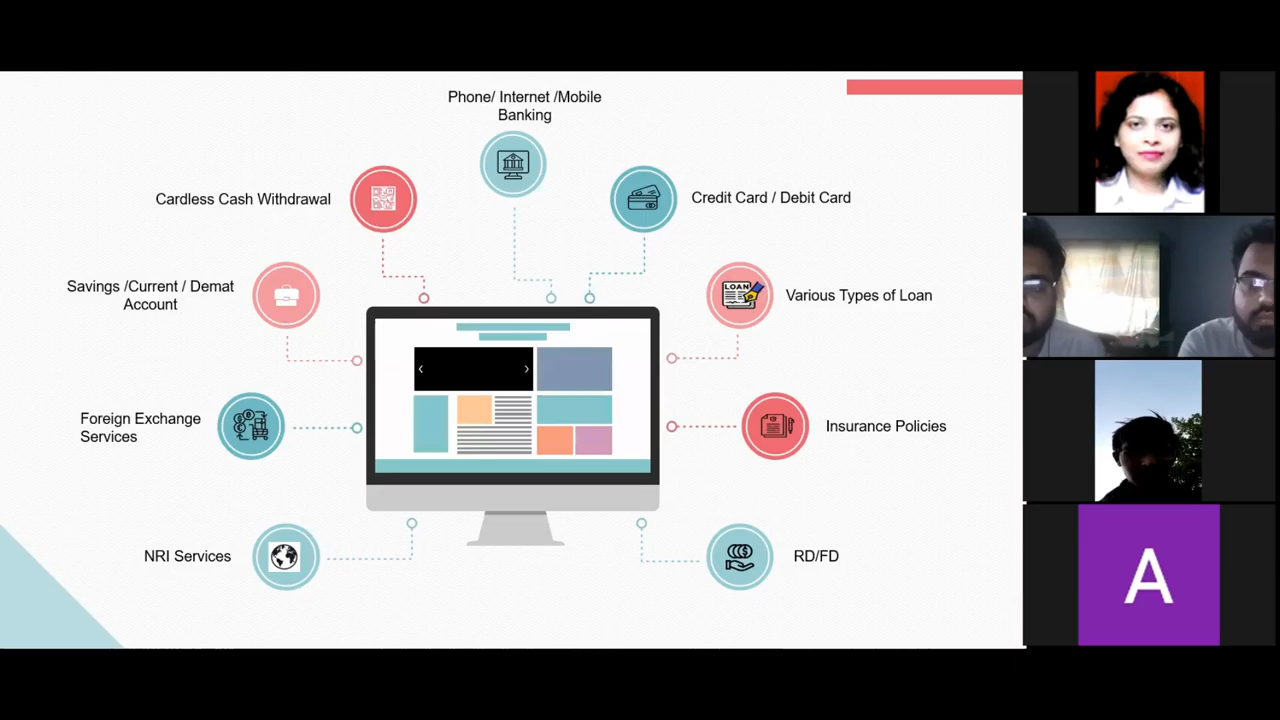 Phone/ Internet /Mobile
Banking
Cardless Cash Withdrawal
Credit Card / Debit Card
Savings /Current / Demat
Account
LOAN
Various Types of Loan
Foreign Exchange
Services
Insurance Policies
NRI Services
RD/FD
A